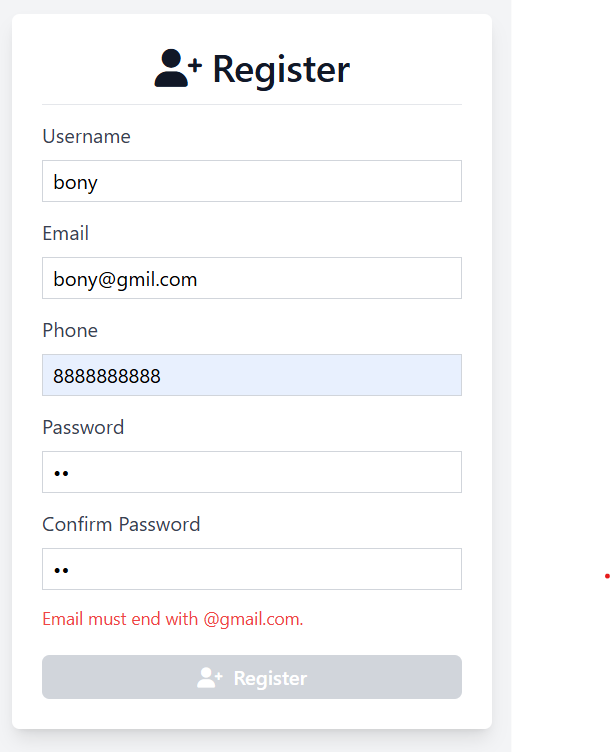 Register
Username
bony
Email
bony@gmil.com
Phone
8888888888
Password
••
Confirm Password
••
Email must end with @gmail.com.
Register